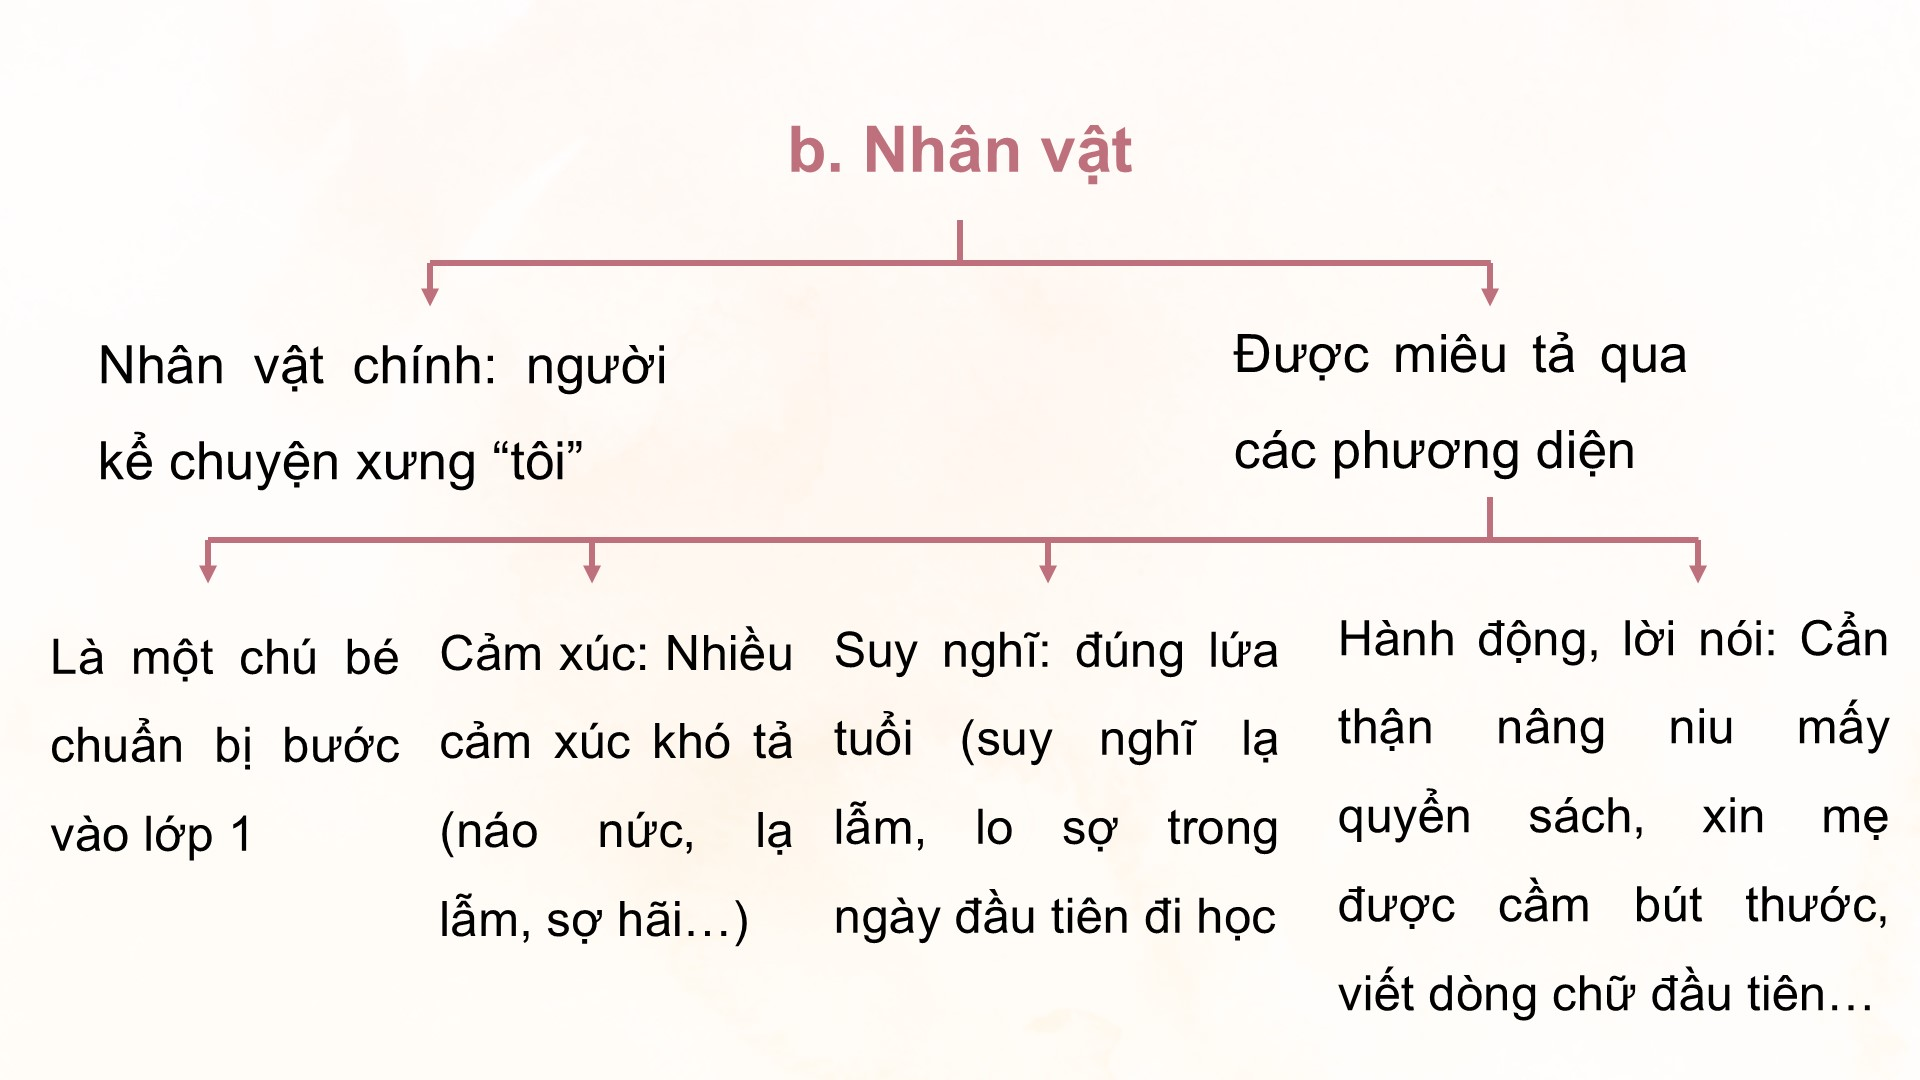 b. Nhân vật
Nhân vật chính: người
kể chuyện xưng “tôi”
Được miêu tả qua
các phương diện
Là một chú bé
chuẩn bị bước
vào lớp 1
Cảm xúc: Nhiều
cảm xúc khó tả
(náo nức, lạ
lẫm, sợ hãi…)
Suy nghĩ: đúng lứa
tuổi (suy nghĩ lạ
lẫm, lo sợ trong
ngày đầu tiên đi học
Hành động, lời nói: Cẩn
thận nâng niu mấy
quyển sách, xin mẹ
được cầm bút thước,
viết dòng chữ đầu tiên…